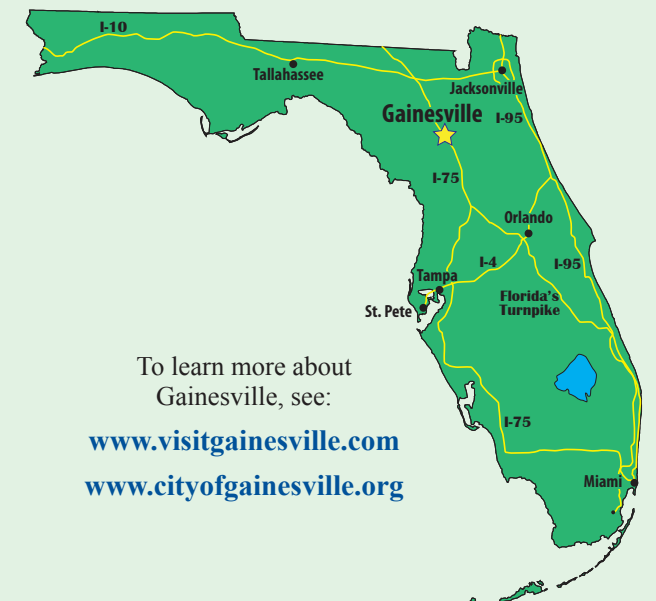 I-10
Tallahassee
Jacksonville
Gainesville
I-95
I-75
Orlando
I-4
I-95
Tampa
Florida's
Turnpike
St. Pete
To learn more about
Gainesville, see:
www.visitgainesville.com
www.cityofgainesville.org
I-75
Miami